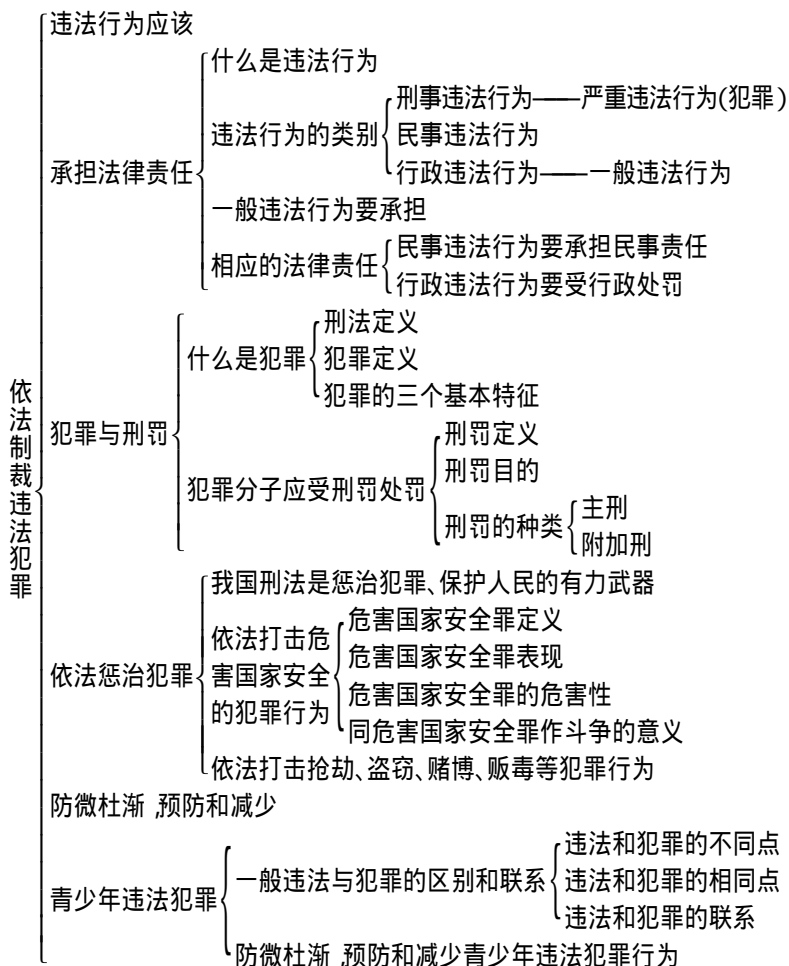 违法行为应该
什么是违法行为
刑事违法行为——严重违法行为(犯罪)
违法行为的类别
民事违法行为
承担法律责任
行政违法行为——一般违法行为
一般违法行为要承担
民事违法行为要承担民事责任
相应的法律责任
行政违法行为要受行政处罚
刑法定义
什么是犯罪
犯罪定义
犯罪的三个基本特征
依法制裁违法犯罪
犯罪与刑罚
刑罚定义
刑罚目的
犯罪分子应受刑罚处罚
主刑
刑罚的种类
附加刑
我国刑法是惩治犯罪、保护人民的有力武器
危害国家安全罪定义
依法打击危
危害国家安全罪表现
依法惩治犯罪
害国家安全
危害国家安全罪的危害性
的犯罪行为
同危害国家安全罪作斗争的意义
依法打击抢劫、盗窃、赌博、贩毒等犯罪行为
防微杜渐,预防和减少
违法和犯罪的不同点
一般违法与犯罪的区别和联系
违法和犯罪的相同点
青少年违法犯罪
违法和犯罪的联系
防微杜渐,预防和减少青少年违法犯罪行为